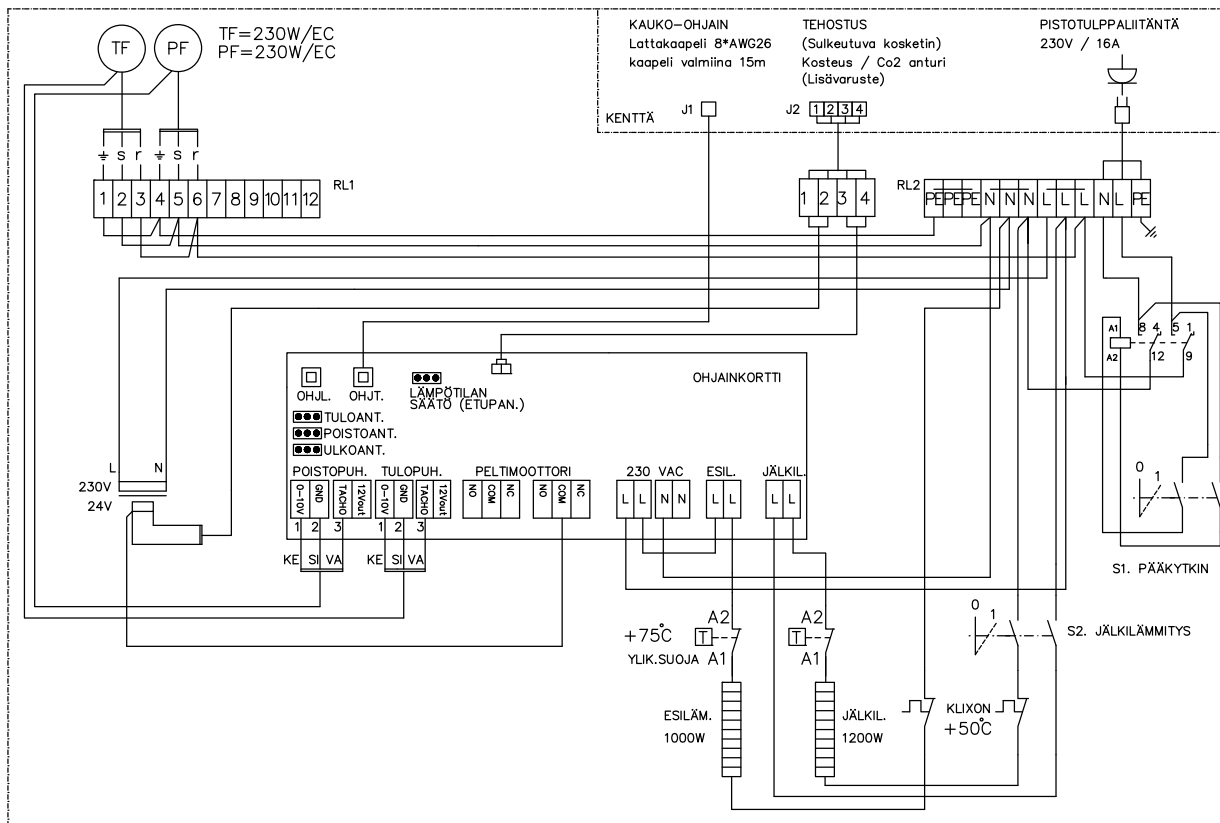 TF PF TF=230W/EC
PF=230W/EC
KAUKO-OHJAIN
Lattakaapeli 8*AWG26
kaapeli valmiina 15m
TEHOSTUS
(Sulkeutuva kosketin)
Kosteus / Co2 anturi
(Lisävaruste)
PISTOTULPPALIITÄNTÄ
230V / 16A
J1
J2 1 2 3 4
KENTTÄ
s r s r
1 2 3 4 5 6 7 8 9 10 11 12 RL1
1 2 3 4
RL2 PE PE PE N N N L L L N L PE
A1
A2
8 4 5 1
12 9
OHJAINKORTTI
OHJL. OHJT. LÄMPÖTILAN
SÄÄTÖ (ETUPAN.)
TULOANT.
POISTOANT.
ULKOANT.
POISTOPUH. TULOPUH. PELTIMOOTTORI 230 VAC ESIL. JÄLKIL.
0-10V GND TACHO 12Vout 0-10V GND TACHO 12Vout NO COM NC NO COM NC L L N N L L L L
1 2 3 1 2 3
KE SI VA KE SI VA
L N
230V
24V
0 1
S1. PÄÄKYTKIN
0 1
S2. JÄLKILÄMMITYS
+75°C
YLIK.SUOJA
T A2 A1
T A2 A1
ESILÄM.
1000W
JÄLKIL.
1200W
KLIXON
+50°C